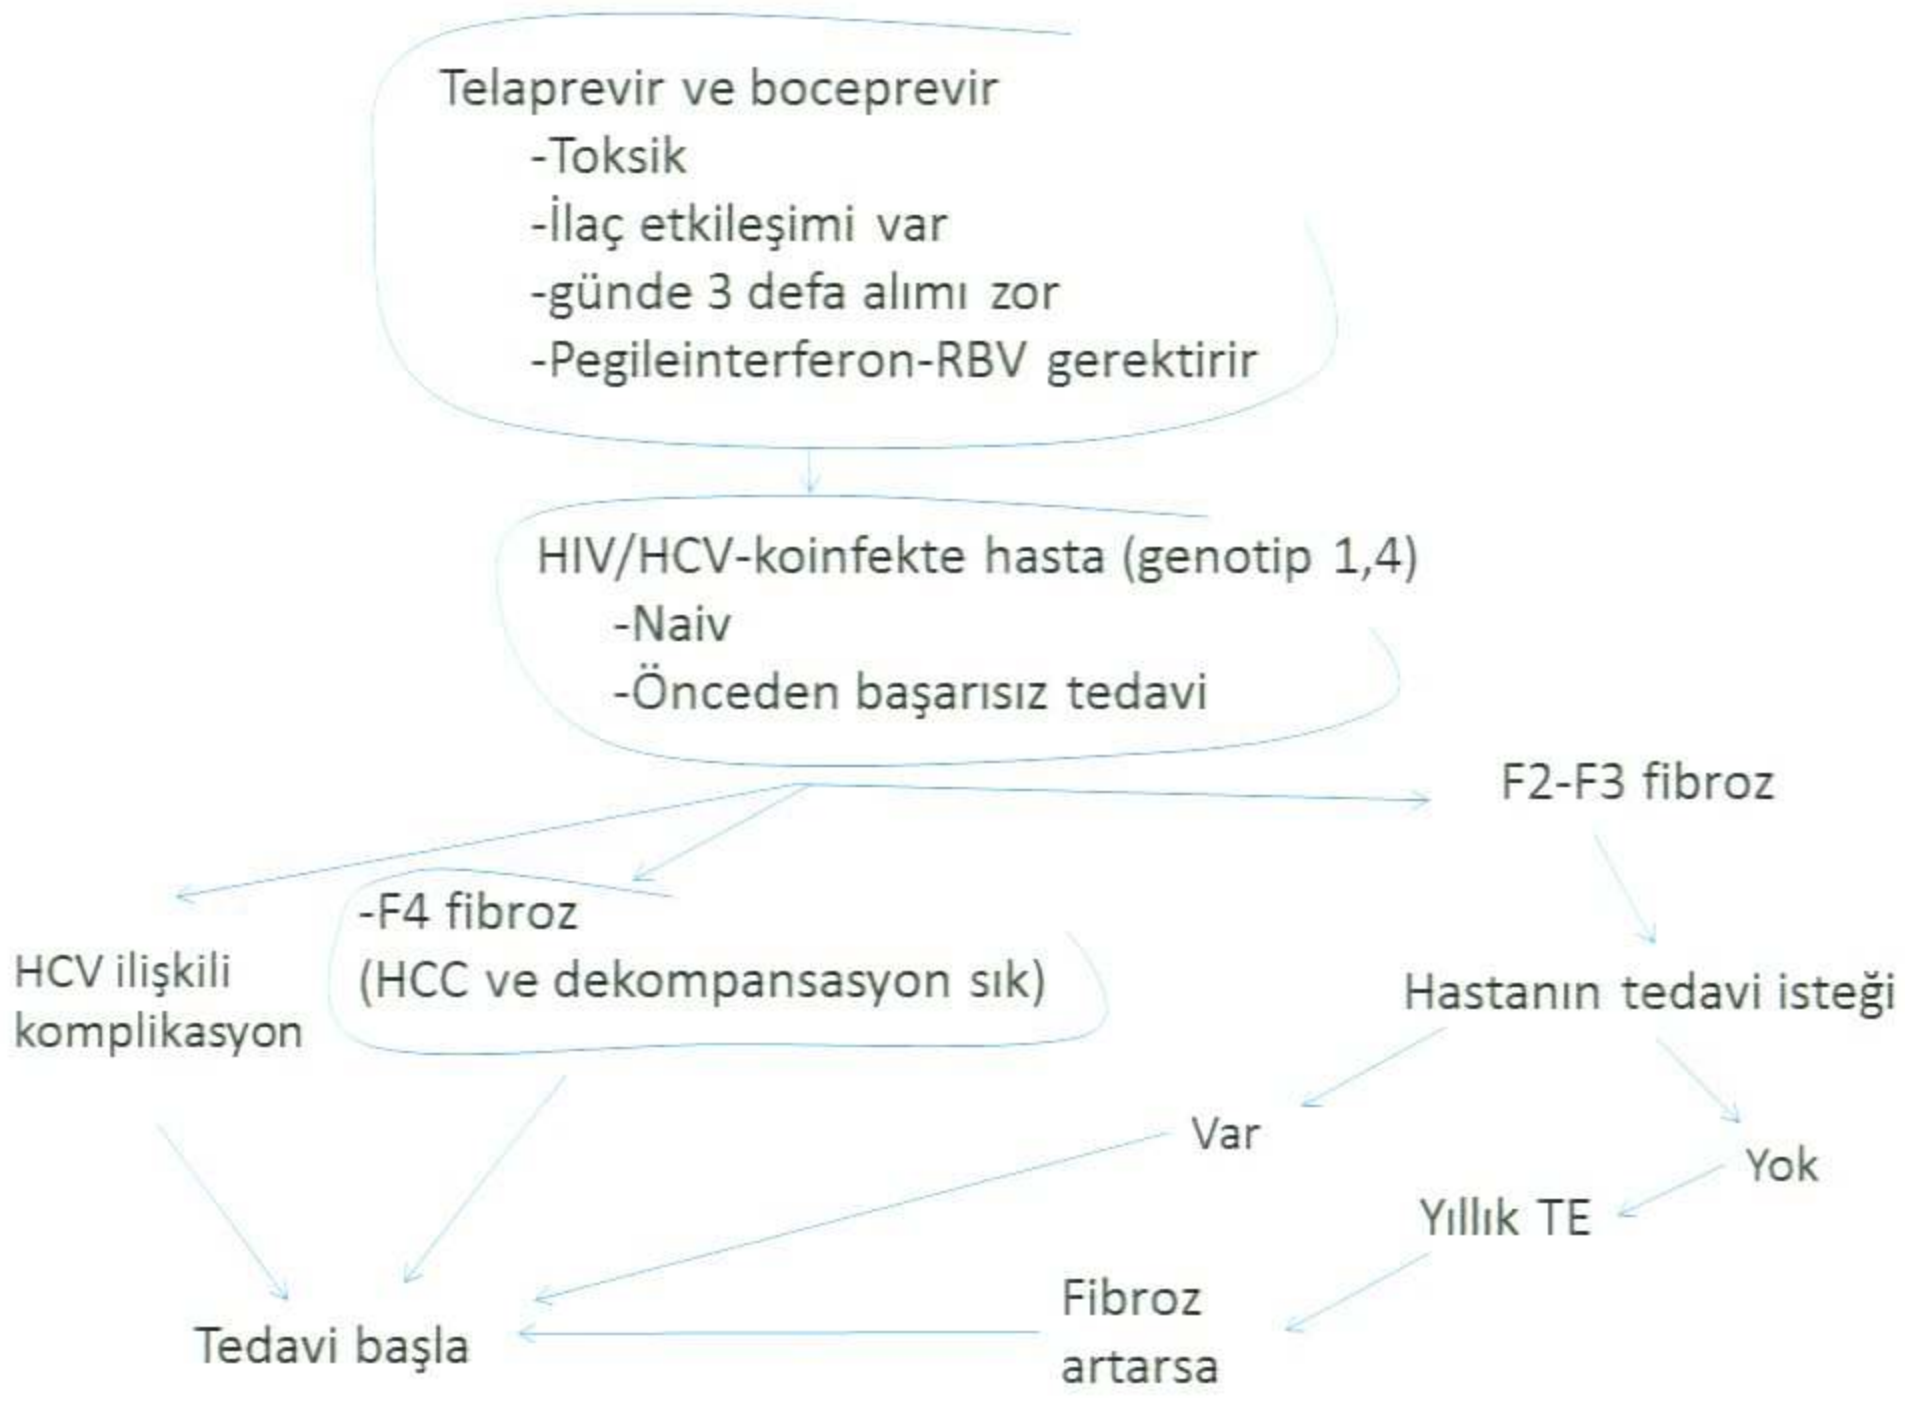 Telaprevir ve boceprevir
-Toksik
-İlaç etkileşimi var
-günde 3 defa alımı zor
-Pegileinterferon-RBV gerektirir
HIV/HCV-koinfekte hasta (genotip 1,4)
-Naiv
-Önceden başarısız tedavi
F2-F3 fibroz
-F4 fibroz
(HCC ve dekompansasyon sık)
HCV ilişkili
komplikasyon
Hastanın tedavi isteği
Var
Yok
Yıllık TE
Fibroz
artarsa
Tedavi başla